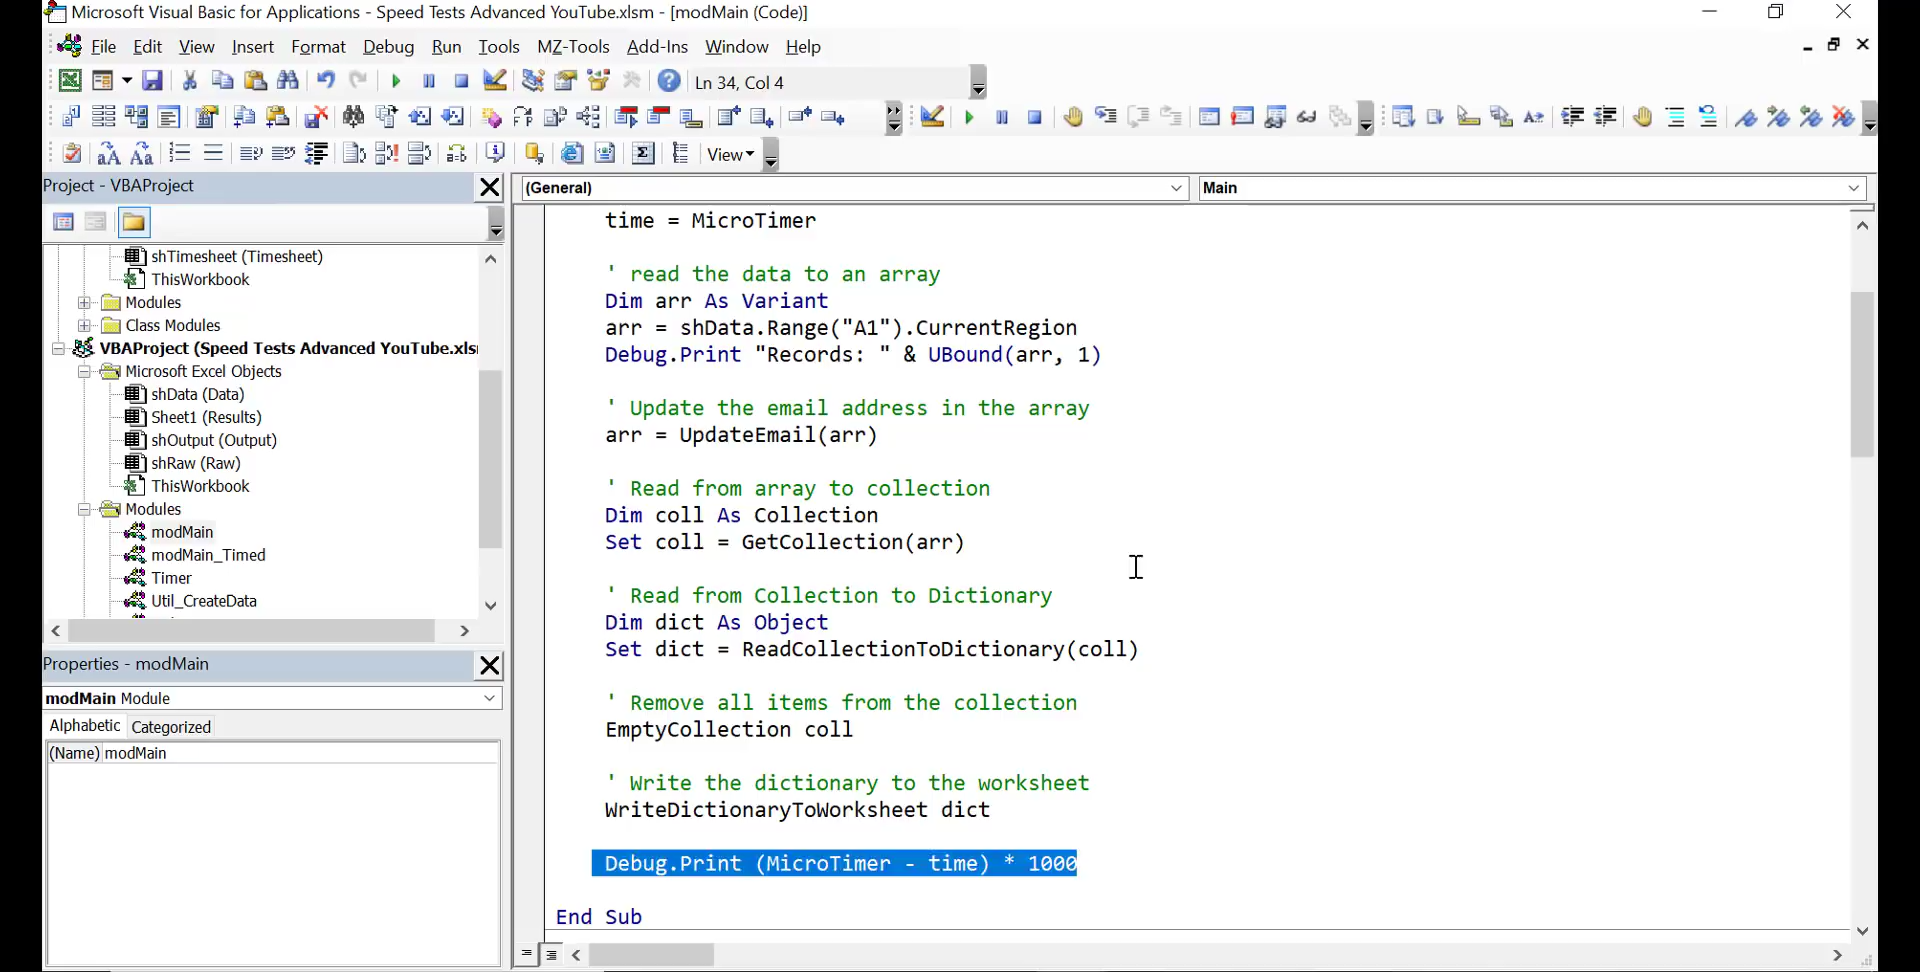 Microsoft Visual Basic for Applications - Speed Tests Advanced YouTube.xlsm - [modMain (Code)]
File Edit View Insert Format Debug Run Tools MZ-Tools Add-Ins Window Help
Ln 34, Col 4
View
Project - VBAProject
(General)
Main
shTimesheet (Timesheet)
ThisWorkbook
Modules
Class Modules
VBAProject (Speed Tests Advanced YouTube.xls
Microsoft Excel Objects
shData (Data)
Sheet1 (Results)
shOutput (Output)
shRaw (Raw)
ThisWorkbook
Modules
modMain
modMain_Timed
Timer
Util_CreateData
Properties - modMain
modMain Module
Alphabetic Categorized
(Name) modMain
time = MicroTimer
' read the data to an array
Dim arr As Variant
arr = shData.Range("A1").CurrentRegion
Debug.Print "Records: " & UBound(arr, 1)
' Update the email address in the array
arr = UpdateEmail(arr)
' Read from array to collection
Dim coll As Collection
Set coll = GetCollection(arr)
' Read from Collection to Dictionary
Dim dict As Object
Set dict = ReadCollectionToDictionary(coll)
' Remove all items from the collection
EmptyCollection coll
' Write the dictionary to the worksheet
WriteDictionaryToWorksheet dict
Debug.Print (MicroTimer - time) * 1000
End Sub